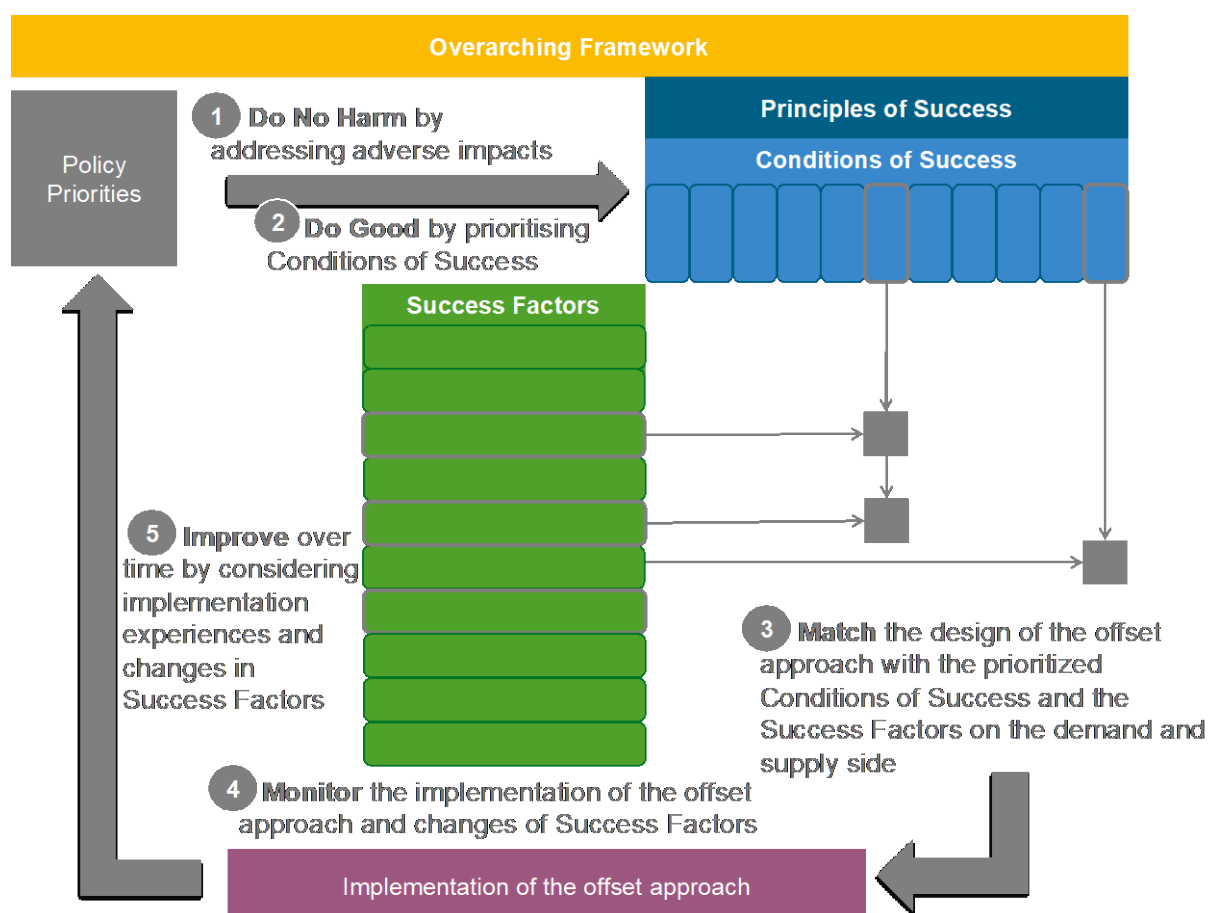 Overarching Framework
Policy
Priorities
1 Do No Harm by
addressing adverse impacts
2 Do Good by prioritising
Conditions of Success
Principles of Success
Conditions of Success
Success Factors
3 Match the design of the offset
approach with the prioritized
Conditions of Success and the
Success Factors on the demand and
supply side
4 Monitor the implementation of the offset
approach and changes of Success Factors
5 Improve over
time by considering
implementation
experiences and
changes in
Success Factors
Implementation of the offset approach